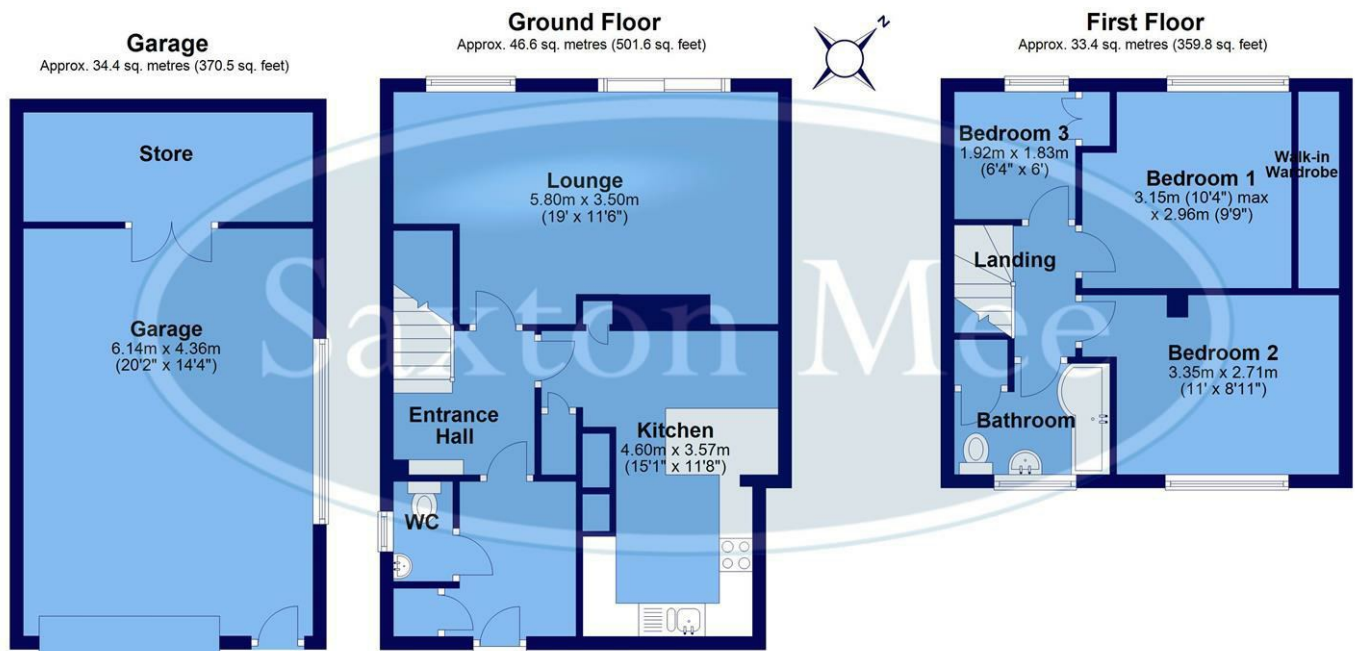 Garage
Approx. 34.4 sq. metres (370.5 sq. feet)
Store
Garage
6.14m x 4.36m
(20'2" x 14'4")
Ground Floor
Approx. 46.6 sq. metres (501.6 sq. feet)
N
Lounge
5.80m x 3.50m
(19' x 11'6")
Entrance
Hall
Kitchen
4.60m x 3.57m
(15'1" x 11'8")
WC
First Floor
Approx. 33.4 sq. metres (359.8 sq. feet)
Bedroom 3
1.92m x 1.83m
(6'4" x 6')
Bedroom 1
3.15m (10'4") max
x 2.96m (9'9")
Walk-in
Wardrobe
Landing
Bedroom 2
3.35m x 2.71m
(11' x 8'11")
Bathroom
Saxton Mee